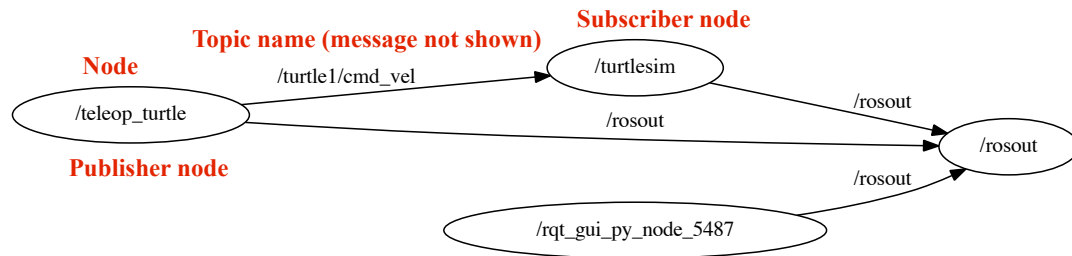 Subscriber node
Topic name (message not shown)
Node
/turtle1/cmd_vel
/turtlesim
/teleop_turtle
/rosout
/rosout
/rosout
Publisher node
/rosout
/rqt_gui_py_node_5487